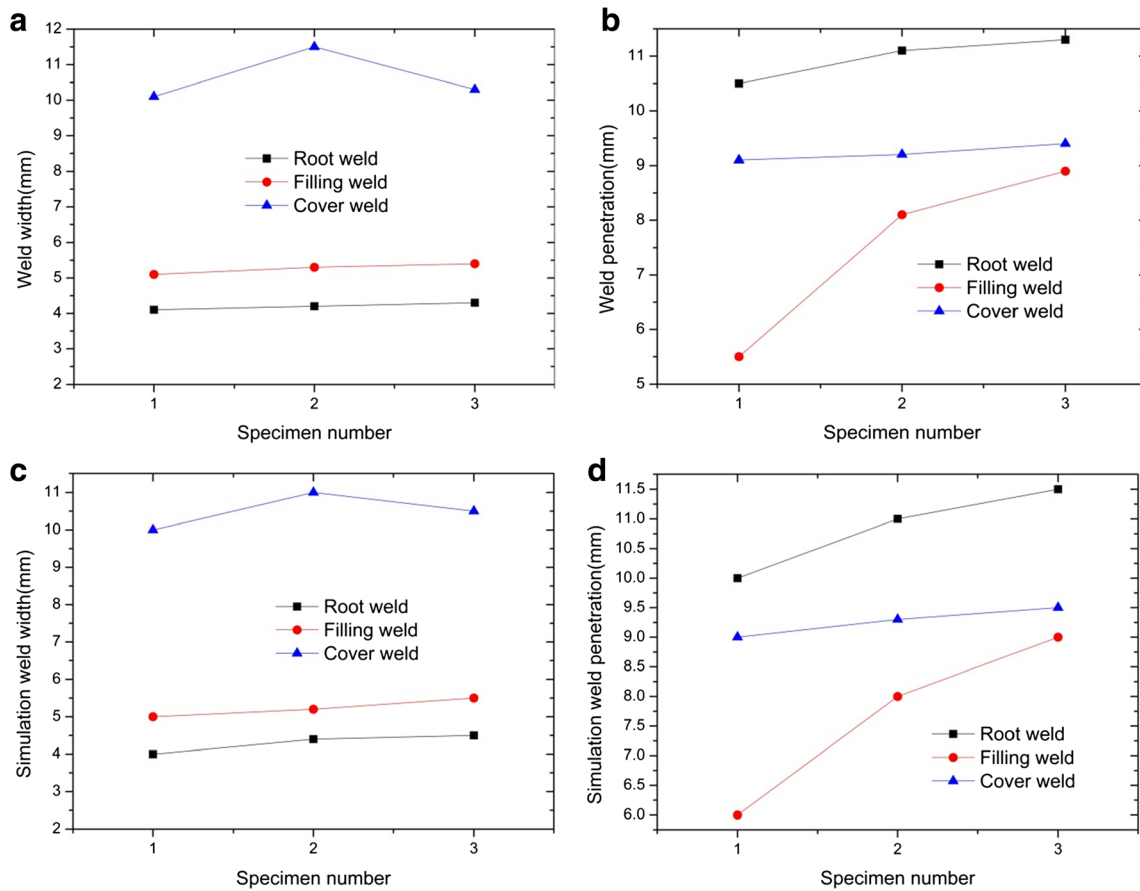 a
12
11
10
9
8
7
6
5
4
3
2
Weld width(mm)
Root weld
Filling weld
Cover weld
1 2 3
Specimen number
b
11
10
9
8
7
6
5
Weld penetration(mm)
Root weld
Filling weld
Cover weld
1 2 3
Specimen number
c
11
10
9
8
7
6
5
4
3
2
Simulation weld width(mm)
Root weld
Filling weld
Cover weld
1 2 3
Specimen number
d
11.5
11.0
10.5
10.0
9.5
9.0
8.5
8.0
7.5
7.0
6.5
6.0
Simulation weld penetration(mm)
Root weld
Filling weld
Cover weld
1 2 3
Specimen number